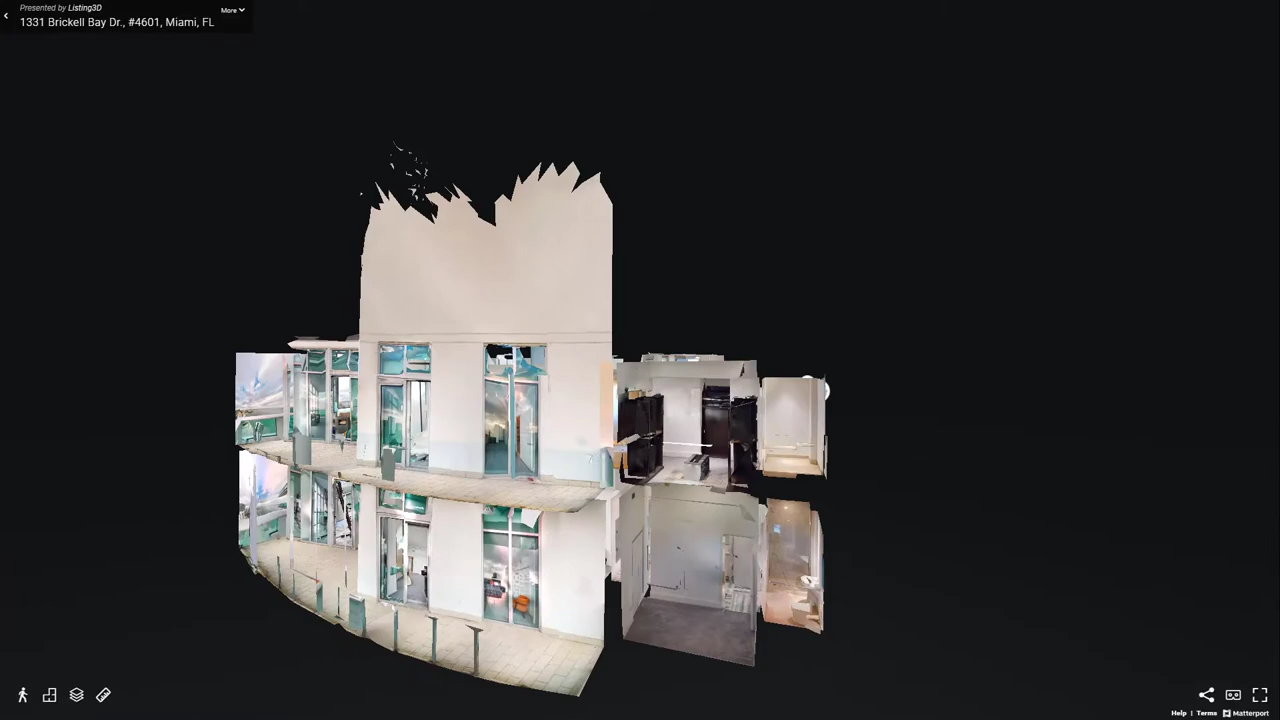 Presented by Listing3D
More
1331 Brickell Bay Dr., #4601, Miami, FL
Help | Terms Matterport